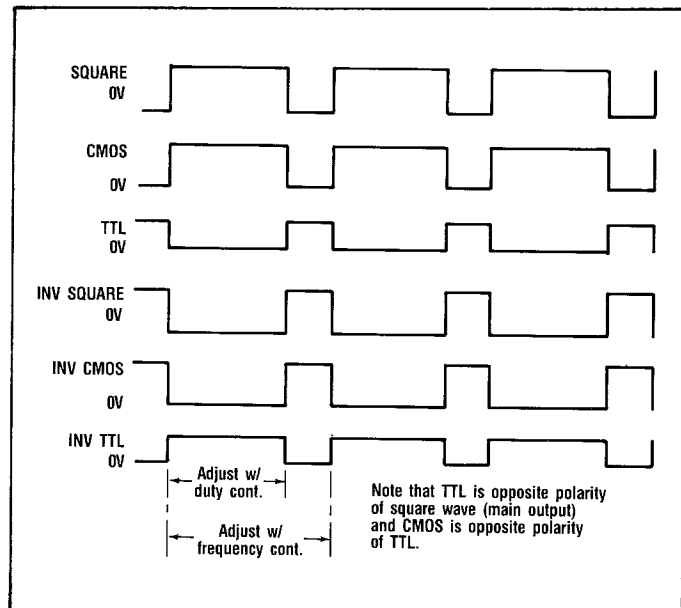 SQUARE
0V
CMOS
0V
TTL
0V
INV SQUARE
0V
INV CMOS
0V
INV TTL
0V
Adjust w/
duty cont.
Adjust w/
frequency cont.
Note that TTL is opposite polarity
of square wave (main output)
and CMOS is opposite polarity
of TTL.